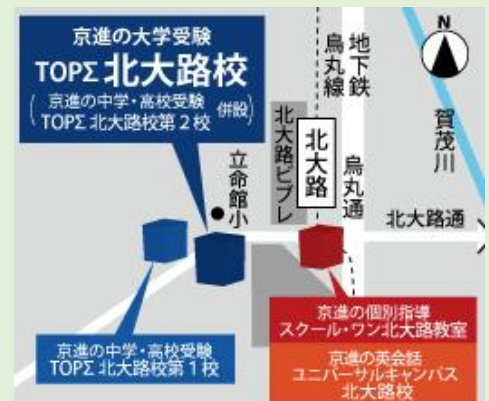 京進の大学受験
TOPΣ 北大路校
(京進の中学・高校受験
TOPΣ 北大路校第2校 併設)
立命館小
北大路ビブレ
北大路
地下鉄
烏丸線
烏丸通
N
賀茂川
北大路通
京進の中学・高校受験
TOPΣ 北大路校第1校
京進の個別指導
スクール・ワン北大路教室
京進の英会話
ユニバーサルキャンパス
北大路校